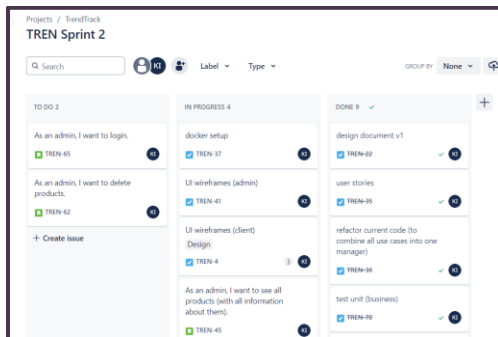 Projects / TrendTrack
TREN Sprint 2
Search
KI
Label
Type
GROUP BY
None
TO DO 2
As an admin, I want to login.
TREN-65
KI
As an admin, I want to delete
products.
TREN-62
KI
+ Create issue
IN PROGRESS 4
docker setup
TREN-37
KI
UI wireframes (admin)
TREN-41
KI
UI wireframes (client)
Design
TREN-4
3
KI
As an admin, I want to see all
products (with all information
about them).
TREN-45
KI
DONE 9
design document v1
TREN-22
KI
user stories
TREN-35
KI
refactor current code (to
combine all use cases into one
manager)
TREN-36
KI
test unit (business)
TREN-70
KI